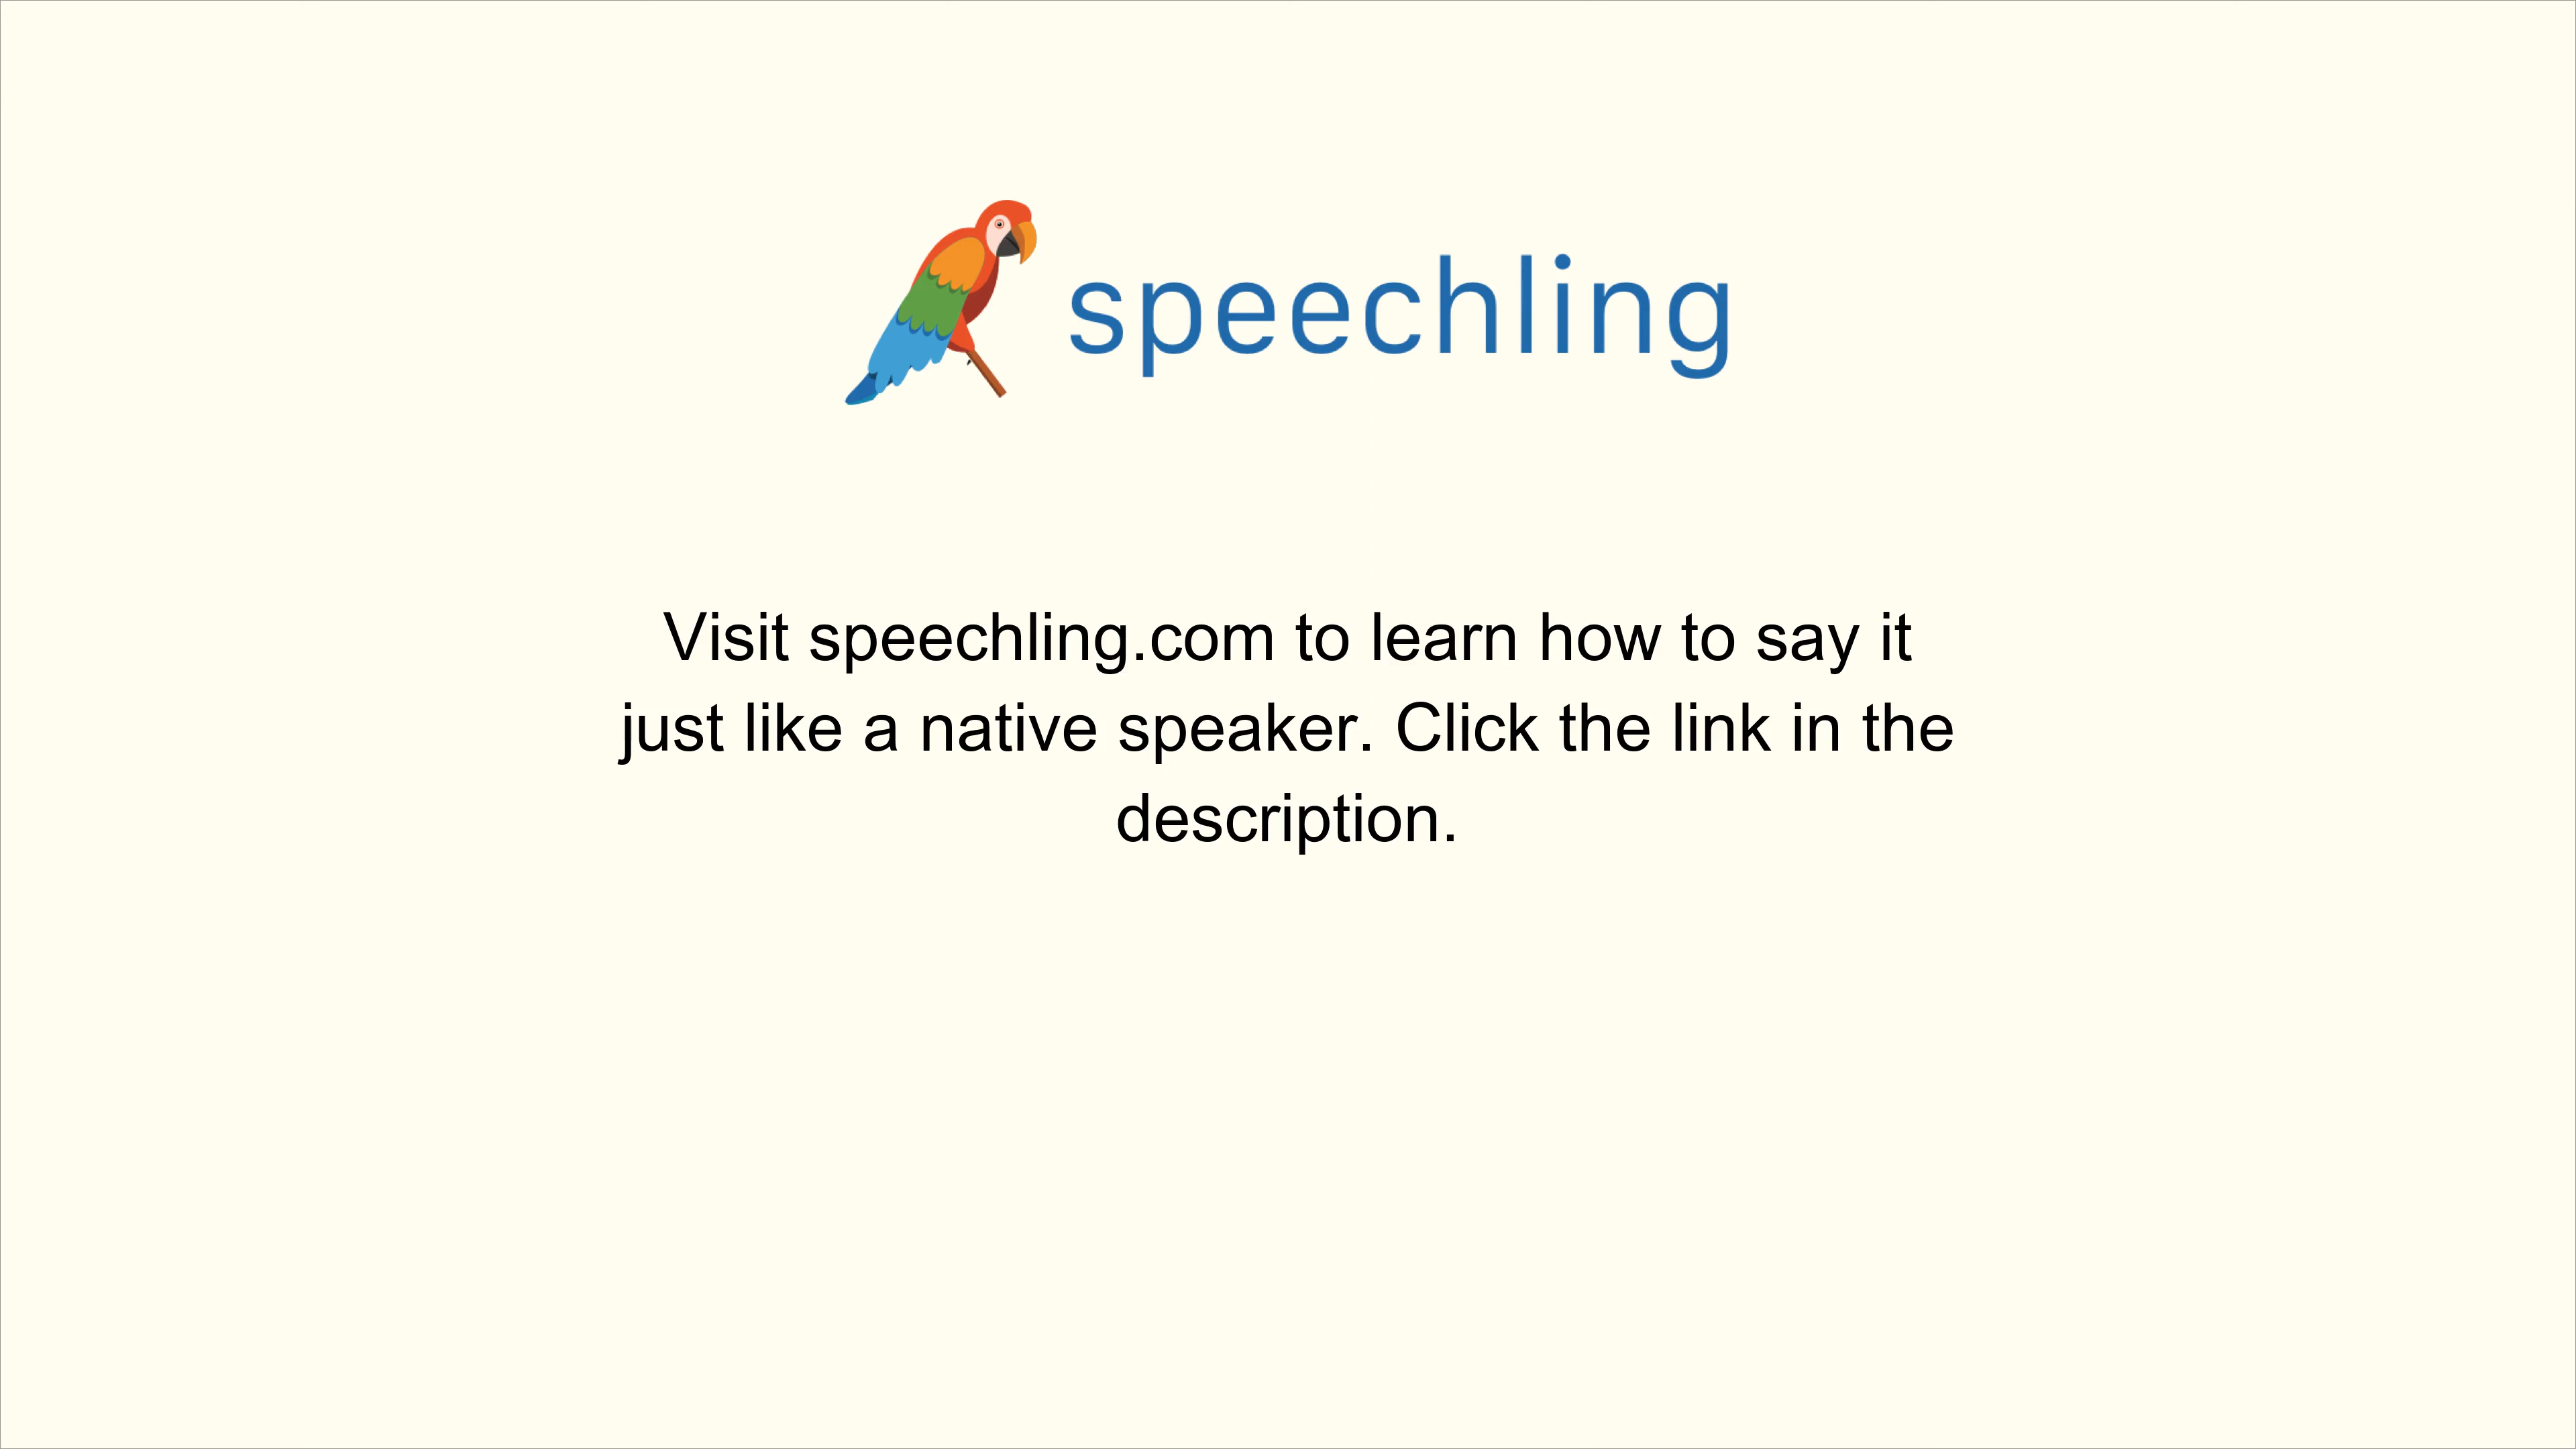 speechling
Visit speechling.com to learn how to say it
just like a native speaker. Click the link in the
description.